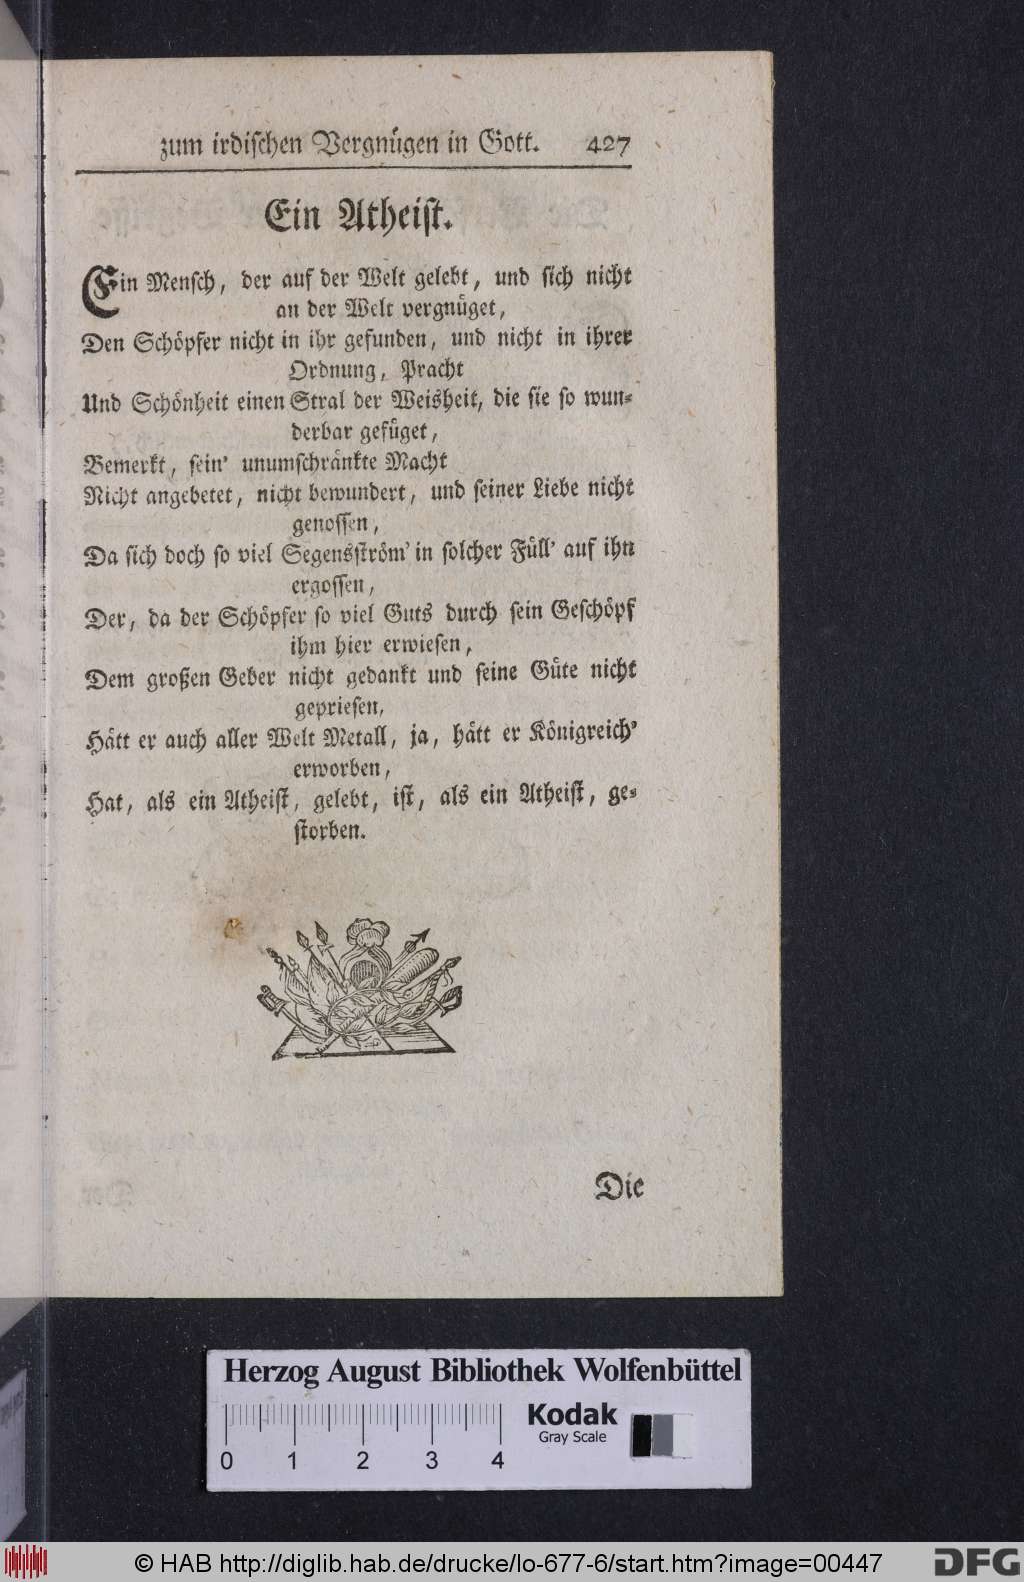 zum irdischen Vergnügen in Gott. 427
Ein Atheist.
Ein Mensch, der auf der Welt gelebt, und sich nicht
an der Welt vergnüget,
Den Schöpfer nicht in ihr gefunden, und nicht in ihrer
Ordnung, Pracht
Und Schönheit einen Stral der Weisheit, die sie so wun-
derbar gefüget,
Bemerkt, sein' unumschränkte Macht
Nicht angebetet, nicht bewundert, und seiner Liebe nicht
genossen,
Da sich doch so viel Segensström' in solcher Füll' auf ihn
ergossen,
Der, da der Schöpfer so viel Guts durch sein Geschöpf
ihm hier erwiesen,
Dem großen Geber nicht gedankt und seine Güte nicht
gepriesen,
Hätt er auch aller Welt Metall, ja, hätt er Königreich'
erworben,
Hat, als ein Atheist, gelebt, ist, als ein Atheist, ge-
storben.
Die
Herzog August Bibliothek Wolfenbüttel
Kodak
Gray Scale
0 1 2 3 4
© HAB http://diglib.hab.de/drucke/lo-677-6/start.htm?image=00447
DFG